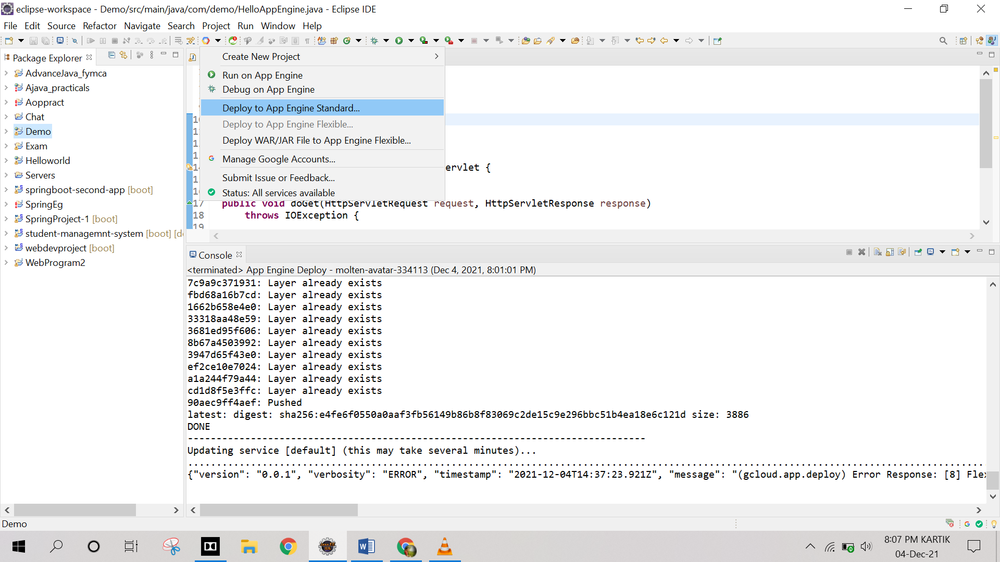 eclipse-workspace - Demo/src/main/java/com/demo/HelloAppEngine.java - Eclipse IDE
File Edit Source Refactor Navigate Search Project Run Window Help
Package Explorer
AdvanceJava_fymca
Ajava_practicals
Aoppract
Chat
Demo
Exam
Helloworld
Servers
springboot-second-app [boot]
SpringEg
SpringProject-1 [boot]
student-managemnt-system [boot] [de
webdevproject [boot]
WebProgram2
Create New Project
Run on App Engine
Debug on App Engine
Deploy to App Engine Standard...
Deploy to App Engine Flexible...
Deploy WAR/JAR File to App Engine Flexible...
Manage Google Accounts...
Submit Issue or Feedback...
Status: All services available
ervlet {
17 public void doGet(HttpServletRequest request, HttpServletResponse response)
18 throws IOException {
19
Console
<terminated> App Engine Deploy - molten-avatar-334113 (Dec 4, 2021, 8:01:01 PM)
7c9a9c371931: Layer already exists
fbd68a16b7cd: Layer already exists
1662b658e4e0: Layer already exists
33318aa48e59: Layer already exists
3681ed95f606: Layer already exists
8b67a4503992: Layer already exists
3947d65f43e0: Layer already exists
ef2ce10e7024: Layer already exists
a1a244f79a44: Layer already exists
cd1d8f5e3ffc: Layer already exists
90aec9ff4aef: Pushed
latest: digest: sha256:e4fe6f0550a0aaf3fb56149b86b8f83069c2de15c9e296bbc51b4ea18e6c121d size: 3886
DONE
--------------------------------------------------------------------------------
Updating service [default] (this may take several minutes)...
{"version": "0.0.1", "verbosity": "ERROR", "timestamp": "2021-12-04T14:37:23.921Z", "message": "(gcloud.app.deploy) Error Response: [8] Flex
Demo
8:07 PM KARTIK
04-Dec-21